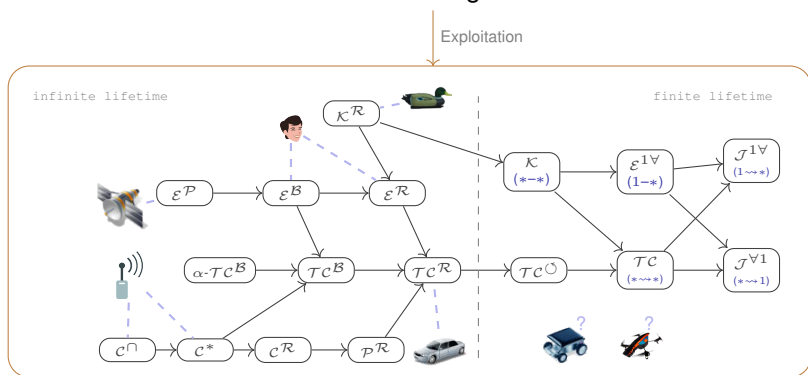 Exploitation
infinite lifetime
finite lifetime
𝒦^ℛ
𝒦
(∗−∗)
ℰ^{1∀}
(1−∗)
𝒥^{1∀}
(1⇝∗)
ℰ^𝒫
ℰ^ℬ
ℰ^ℛ
α-𝒯𝒞^ℬ
𝒯𝒞^ℬ
𝒯𝒞^ℛ
𝒯𝒞^↺
𝒯𝒞
(∗⇝∗)
𝒥^{∀1}
(∗⇝1)
𝒞^∩
𝒞^∗
𝒞^ℛ
𝒫^ℛ
?
?